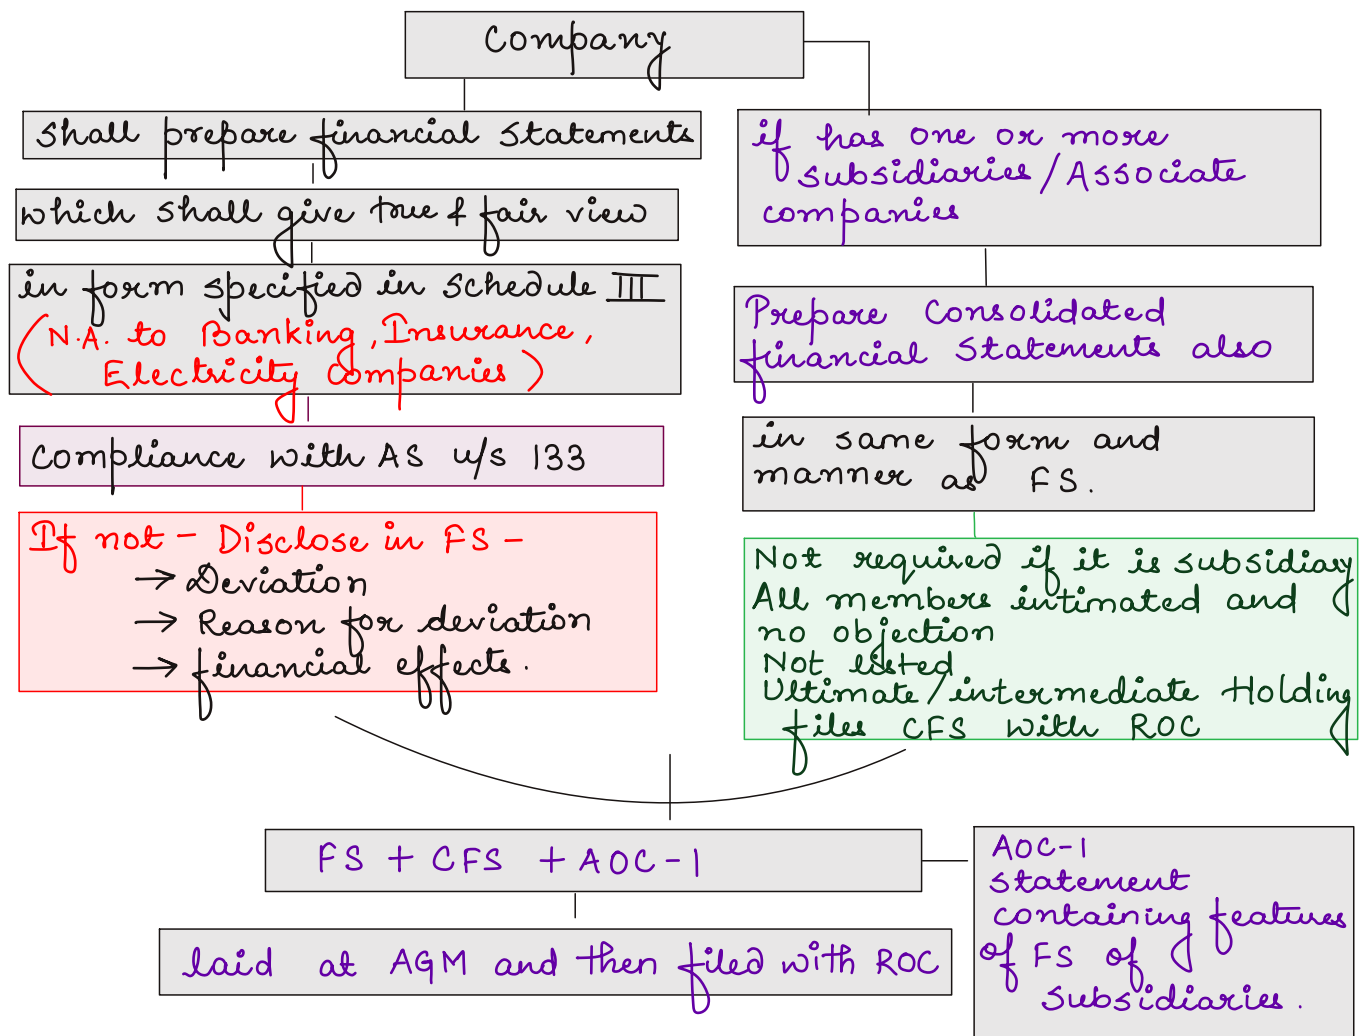 Company
shall prepare financial statements
which shall give true & fair view
in form specified in schedule III
(N.A. to Banking, Insurance,
Electricity companies)
Compliance with AS u/s 133
If not - Disclose in FS -
→ Deviation
→ Reason for deviation
→ financial effects.
if has one or more
subsidiaries/Associate
companies
Prepare Consolidated
financial statements also
in same form and
manner as FS.
Not required if it is subsidiary
All members intimated and
no objection
Not listed
Ultimate/intermediate Holding
files CFS with ROC
FS + CFS + AOC-1
laid at AGM and then filed with ROC
AOC-1
statement
containing features
of FS of
subsidiaries.